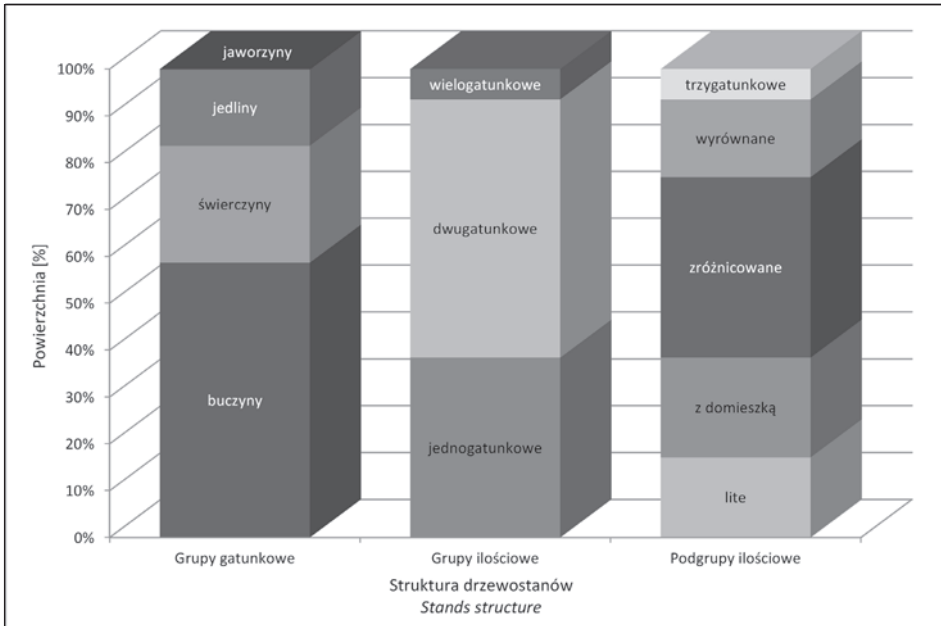 Powierzchnia [%]
100%
90%
80%
70%
60%
50%
40%
30%
20%
10%
0%
jaworzyny
jedliny
świerczyny
buczyny
wielogatunkowe
dwugatunkowe
jednogatunkowe
trzygatunkowe
wyrównane
zróżnicowane
z domieszką
lite
Grupy gatunkowe
Grupy ilościowe
Podgrupy ilościowe
Struktura drzewostanów
Stands structure